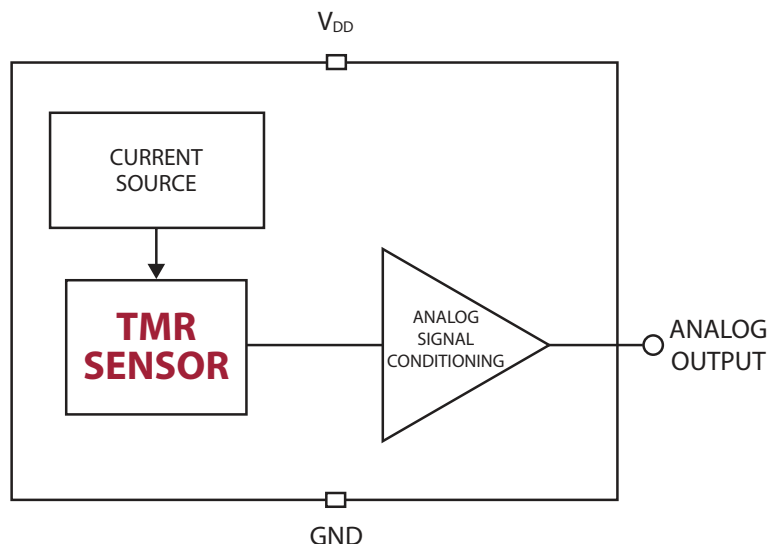 VDD
CURRENT
SOURCE
TMR
SENSOR
ANALOG
SIGNAL
CONDITIONING
ANALOG
OUTPUT
GND